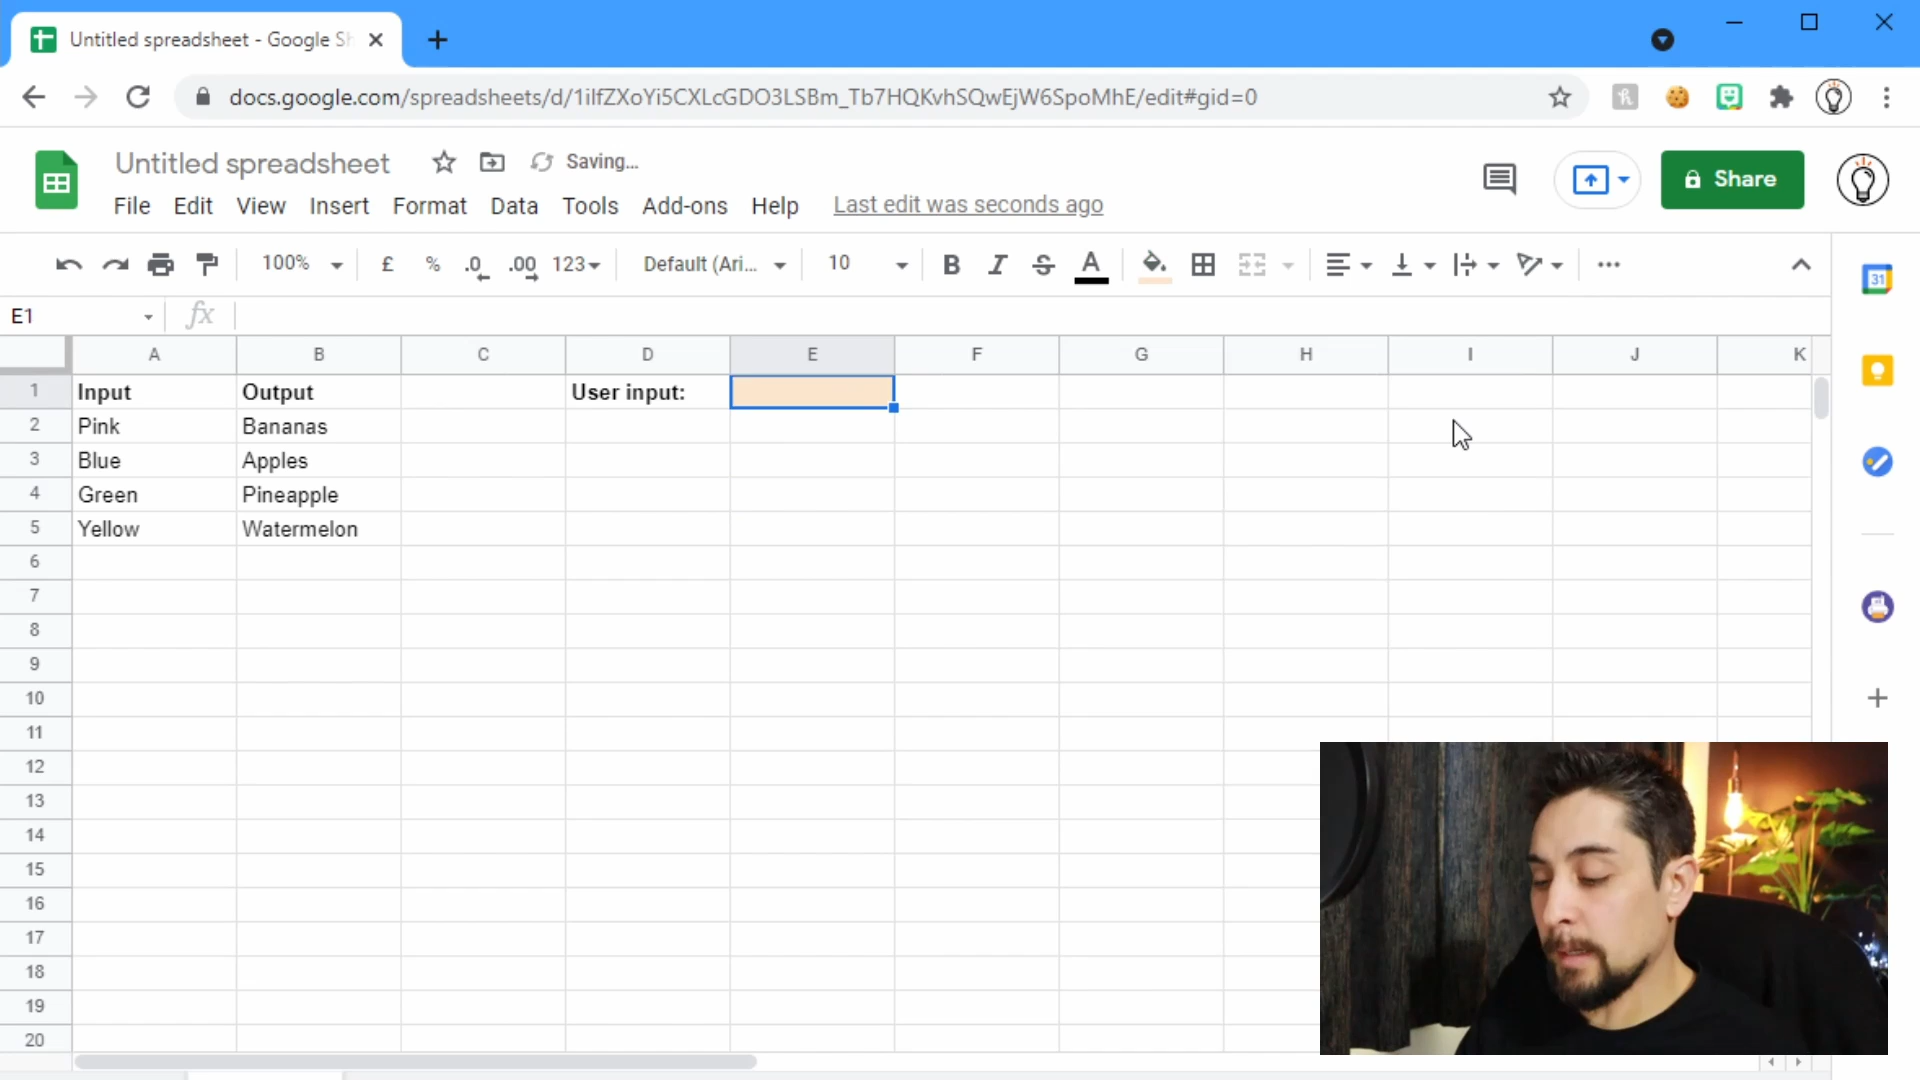 Untitled spreadsheet - Google Sh
docs.google.com/spreadsheets/d/1ilfZXoYi5CXLcGDO3LSBm_Tb7HQKvhSQwEjW6SpoMhE/edit#gid=0
Untitled spreadsheet Saving...
Share
File Edit View Insert Format Data Tools Add-ons Help Last edit was seconds ago
100% £ % .0 .00 123 Default (Ari... 10 B I S A
31
E1 fx
A B C D E F G H I J K
1 Input Output User input:
2 Pink Bananas
3 Blue Apples
4 Green Pineapple
5 Yellow Watermelon
6
7
8
9
10
11
12
13
14
15
16
17
18
19
20